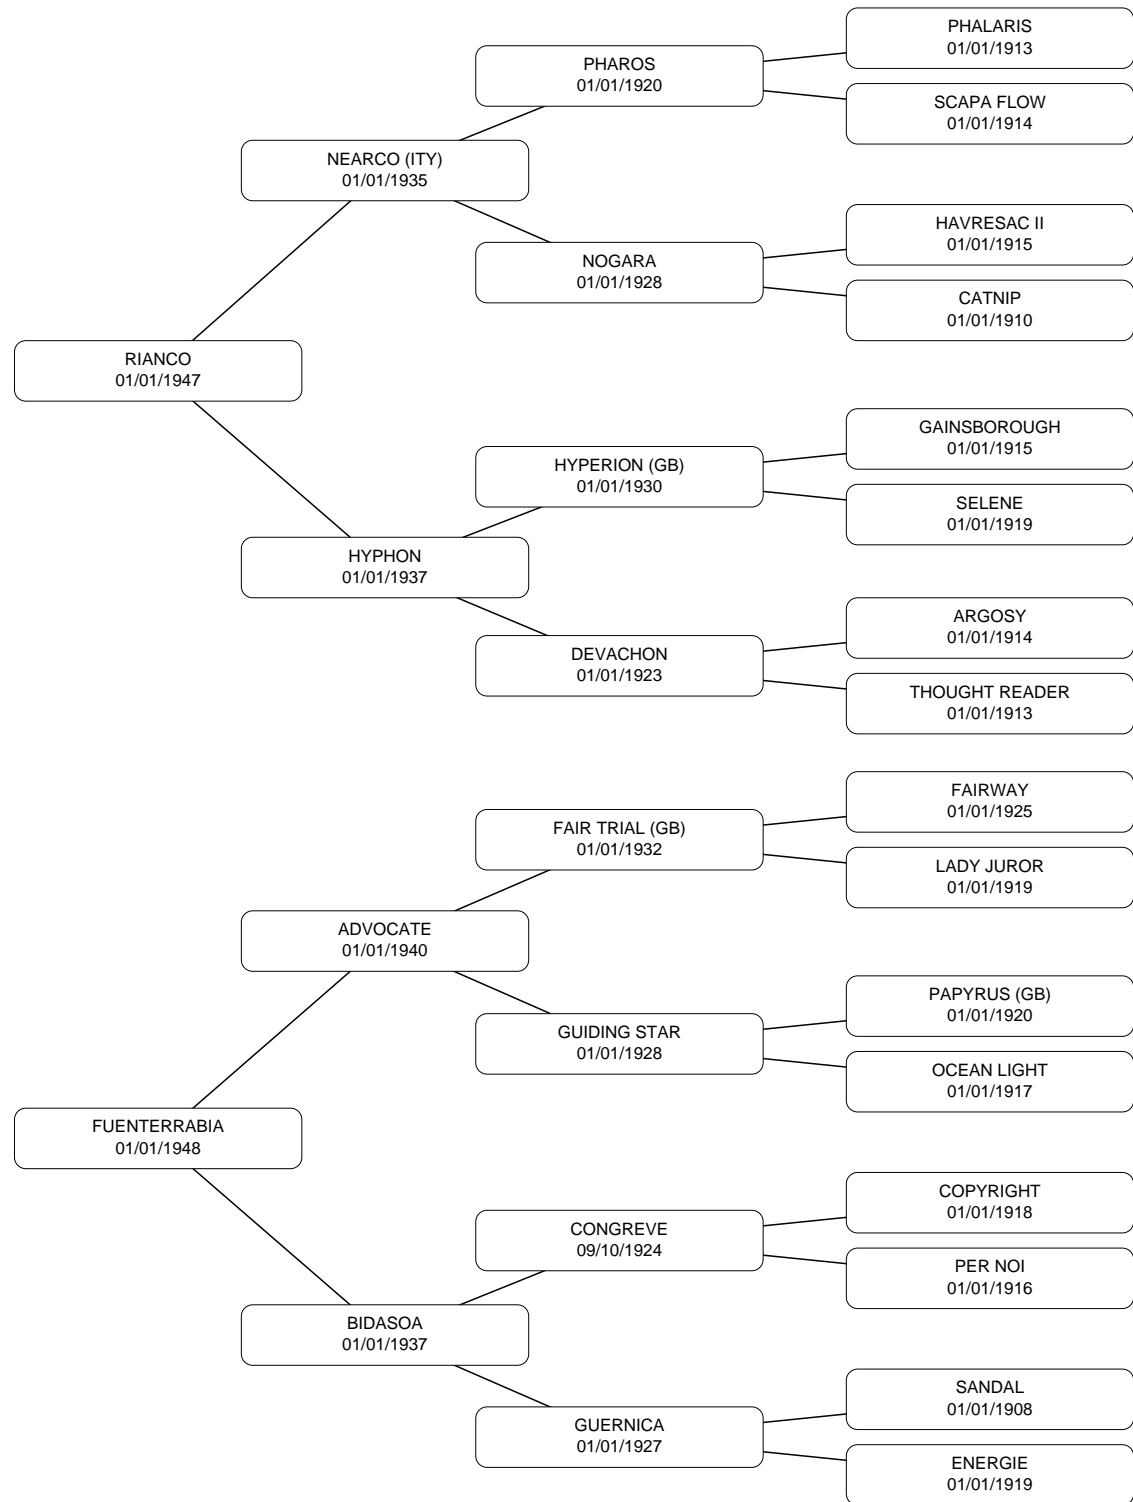 PHALARIS
01/01/1913
PHAROS
01/01/1920
SCAPA FLOW
01/01/1914
NEARCO (ITY)
01/01/1935
HAVRESAC II
01/01/1915
NOGARA
01/01/1928
CATNIP
01/01/1910
RIANCO
01/01/1947
GAINSBOROUGH
01/01/1915
HYPERION (GB)
01/01/1930
SELENE
01/01/1919
HYPHON
01/01/1937
ARGOSY
01/01/1914
DEVACHON
01/01/1923
THOUGHT READER
01/01/1913
FAIRWAY
01/01/1925
FAIR TRIAL (GB)
01/01/1932
LADY JUROR
01/01/1919
ADVOCATE
01/01/1940
PAPYRUS (GB)
01/01/1920
GUIDING STAR
01/01/1928
OCEAN LIGHT
01/01/1917
FUENTERRABIA
01/01/1948
COPYRIGHT
01/01/1918
CONGREVE
09/10/1924
PER NOI
01/01/1916
BIDASOA
01/01/1937
SANDAL
01/01/1908
GUERNICA
01/01/1927
ENERGIE
01/01/1919